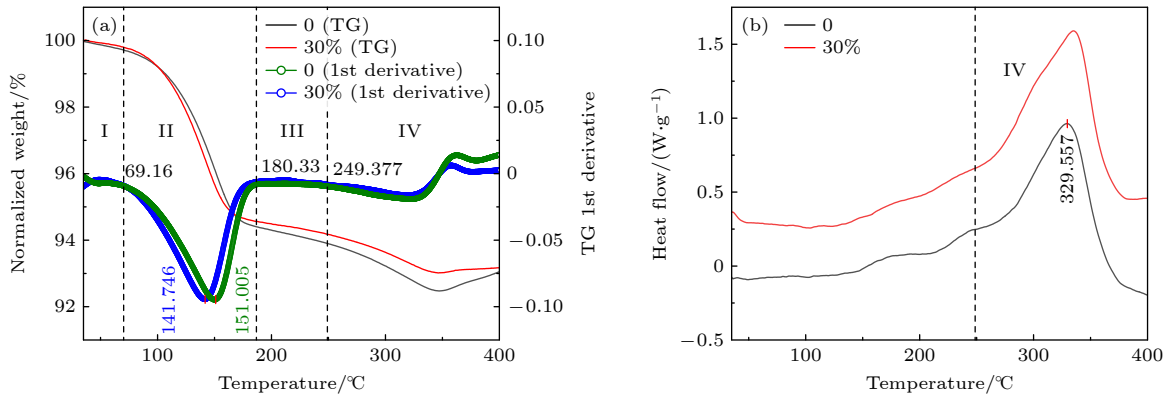 (a)
0 (TG)
30% (TG)
0 (1st derivative)
30% (1st derivative)
I
II
III
IV
69.16
180.33
249.377
141.746
151.005
100
98
96
94
92
Normalized weight/%
0.10
0.05
0
−0.05
−0.10
TG 1st derivative
100
200
300
400
Temperature/℃
(b)
0
30%
IV
329.557
1.5
1.0
0.5
0
−0.5
Heat flow/(W·g⁻¹)
100
200
300
400
Temperature/℃